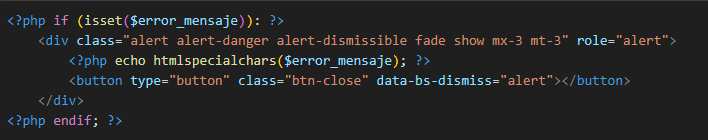 <?php if (isset($error_mensaje)): ?>
<div class="alert alert-danger alert-dismissible fade show mx-3 mt-3" role="alert">
<?php echo htmlspecialchars($error_mensaje); ?>
<button type="button" class="btn-close" data-bs-dismiss="alert"></button>
</div>
<?php endif; ?>